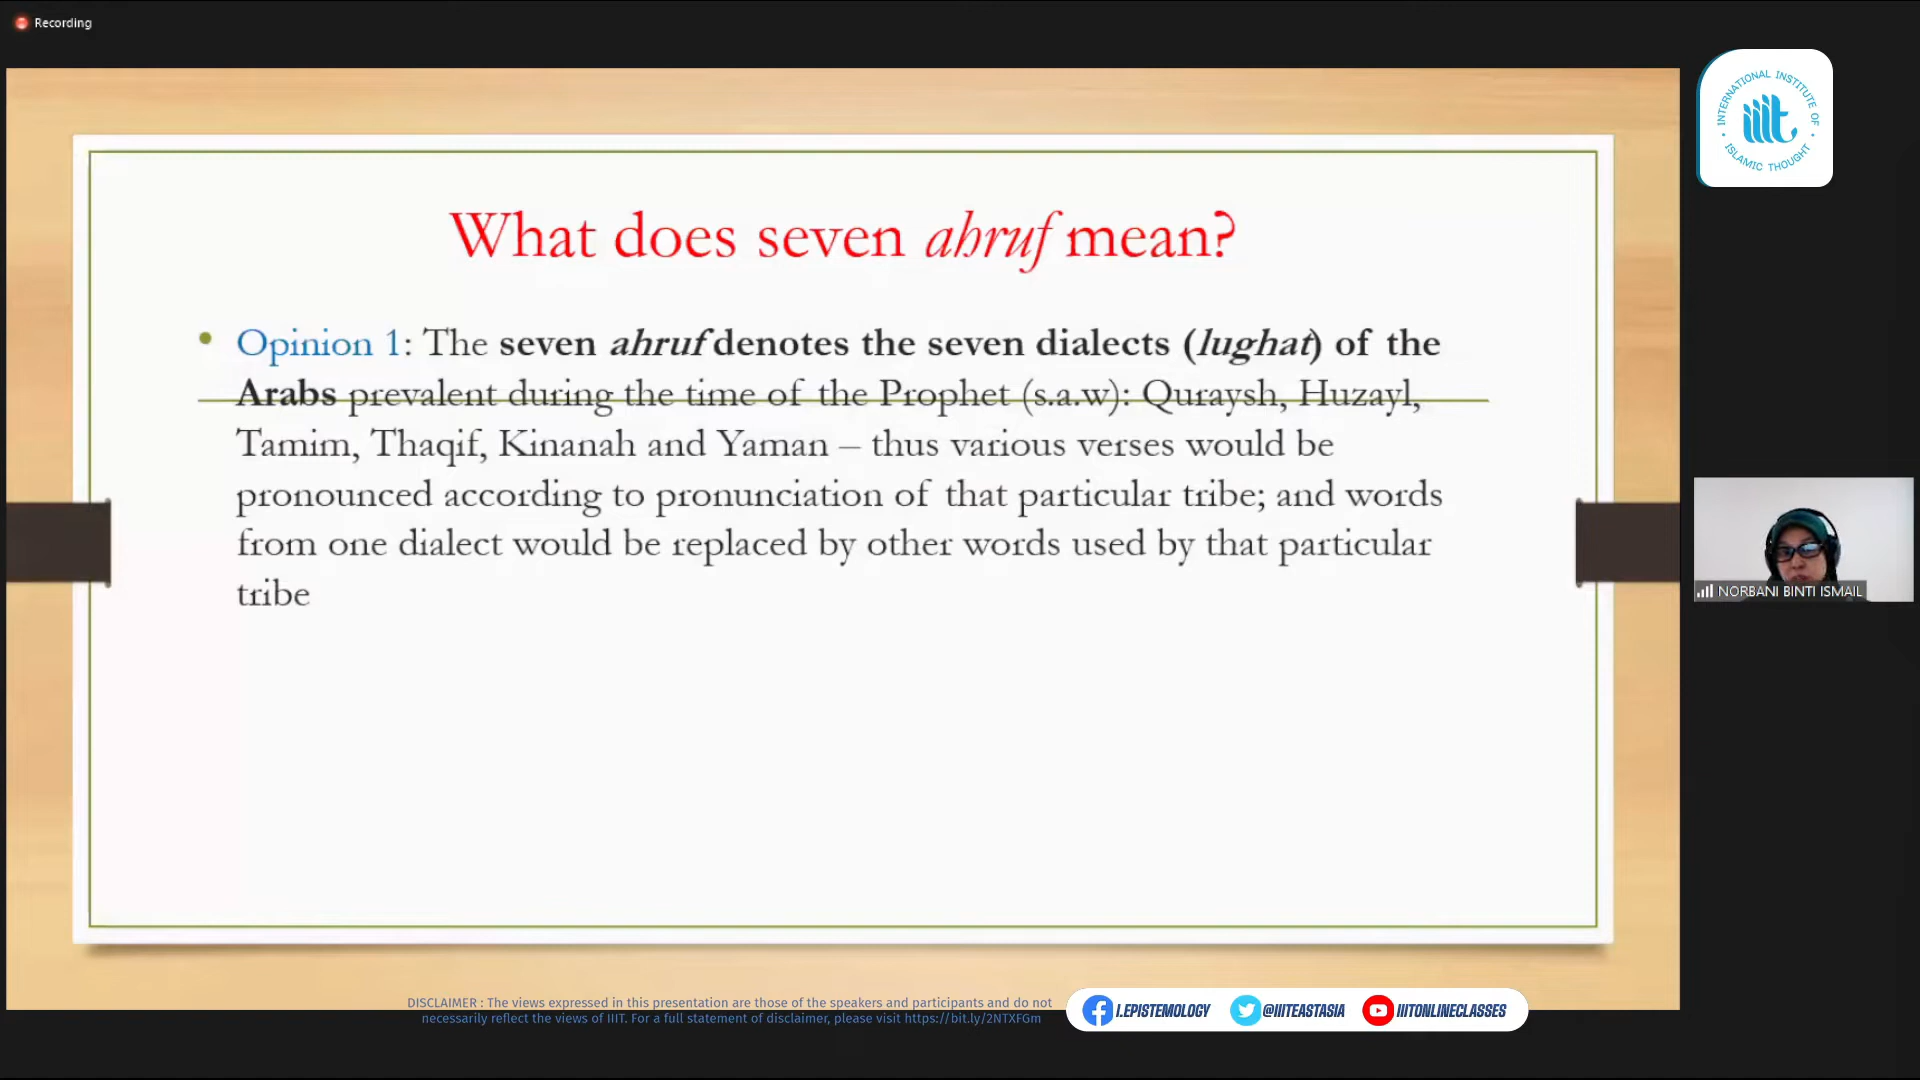 Recording
INTERNATIONAL INSTITUTE OF
iiit
ISLAMIC THOUGHT
What does seven ahruf mean?
• Opinion 1: The seven ahruf denotes the seven dialects (lughat) of the
Arabs prevalent during the time of the Prophet (s.a.w): Quraysh, Huzayl,
Tamim, Thaqif, Kinanah and Yaman – thus various verses would be
pronounced according to pronunciation of that particular tribe; and words
from one dialect would be replaced by other words used by that particular
tribe
NORBANI BINTI ISMAIL
DISCLAIMER : The views expressed in this presentation are those of the speakers and participants and do not
necessarily reflect the views of IIIT. For a full statement of disclaimer, please visit https://bit.ly/2NTXFGm
I.EPISTEMOLOGY @IIITEASTASIA IIITONLINECLASSES